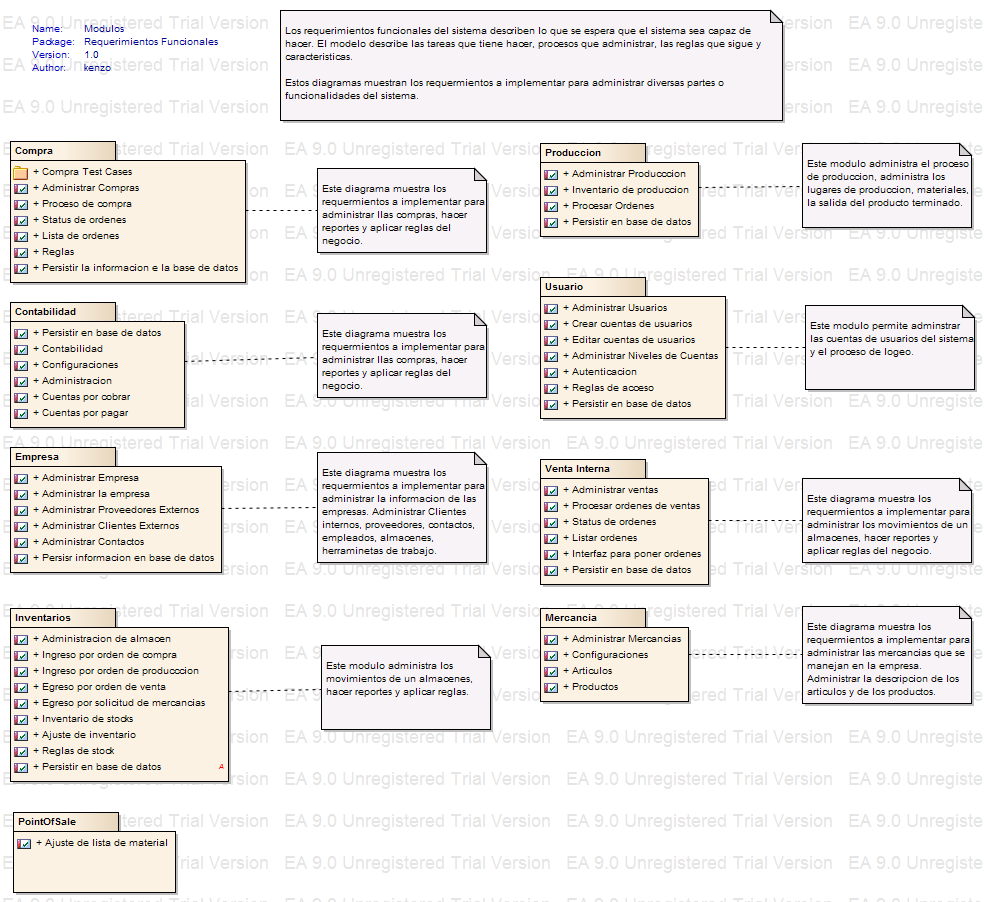 Name: Modulos
Package: Requerimientos Funcionales
Version: 1.0
Author: kenzo
Los requerimientos funcionales del sistema describen lo que se espera que el sistema sea capaz de
hacer. El modelo describe las tareas que tiene hacer, procesos que administrar, las reglas que sigue y
caracteristicas.
Estos diagramas muestran los requermientos a implementar para administrar diversas partes o
funcionalidades del sistema.
Compra
+ Compra Test Cases
+ Administrar Compras
+ Proceso de compra
+ Status de ordenes
+ Lista de ordenes
+ Reglas
+ Persistir la informacion e la base de datos
Este diagrama muestra los
requermientos a implementar para
administrar llas compras, hacer
reportes y aplicar reglas del
negocio.
Produccion
+ Administrar Producccion
+ Inventario de produccion
+ Procesar Ordenes
+ Persistir en base de datos
Este modulo administra el proceso
de produccion, administra los
lugares de produccion, materiales,
la salida del producto terminado.
Contabilidad
+ Persistir en base de datos
+ Contabilidad
+ Configuraciones
+ Administracion
+ Cuentas por cobrar
+ Cuentas por pagar
Este diagrama muestra los
requermientos a implementar para
administrar llas compras, hacer
reportes y aplicar reglas del
negocio.
Usuario
+ Administrar Usuarios
+ Crear cuentas de usuarios
+ Editar cuentas de usuarios
+ Administrar Niveles de Cuentas
+ Autenticacion
+ Reglas de acceso
+ Persistir en base de datos
Este modulo permite adminstrar
las cuentas de usuarios del sistema
y el proceso de logeo.
Empresa
+ Administrar Empresa
+ Administrar la empresa
+ Administrar Proveedores Externos
+ Administrar Clientes Externos
+ Administrar Contactos
+ Persisr informacion en base de datos
Este diagrama muestra los
requermientos a implementar para
administrar la informacion de las
empresas. Administrar Clientes
internos, proveedores, contactos,
empleados, almacenes,
herraminetas de trabajo.
Venta Interna
+ Administrar ventas
+ Procesar ordenes de ventas
+ Status de ordenes
+ Listar ordenes
+ Interfaz para poner ordenes
+ Persistir en base de datos
Este diagrama muestra los
requermientos a implementar para
administrar los movimientos de un
almacenes, hacer reportes y
aplicar reglas del negocio.
Inventarios
+ Administracion de almacen
+ Ingreso por orden de compra
+ Ingreso por orden de producccion
+ Egreso por orden de venta
+ Egreso por solicitud de mercancias
+ Inventario de stocks
+ Ajuste de inventario
+ Reglas de stock
+ Persistir en base de datos
A
Este modulo administra los
movimientos de un almacenes,
hacer reportes y aplicar reglas.
Mercancia
+ Administrar Mercancias
+ Configuraciones
+ Articulos
+ Productos
Este diagrama muestra los
requermientos a implementar para
administrar las mercancias que se
manejan en la empresa.
Administrar la descripcion de los
articulos y de los productos.
PointOfSale
+ Ajuste de lista de material
EA 9.0 Unregistered Trial Version